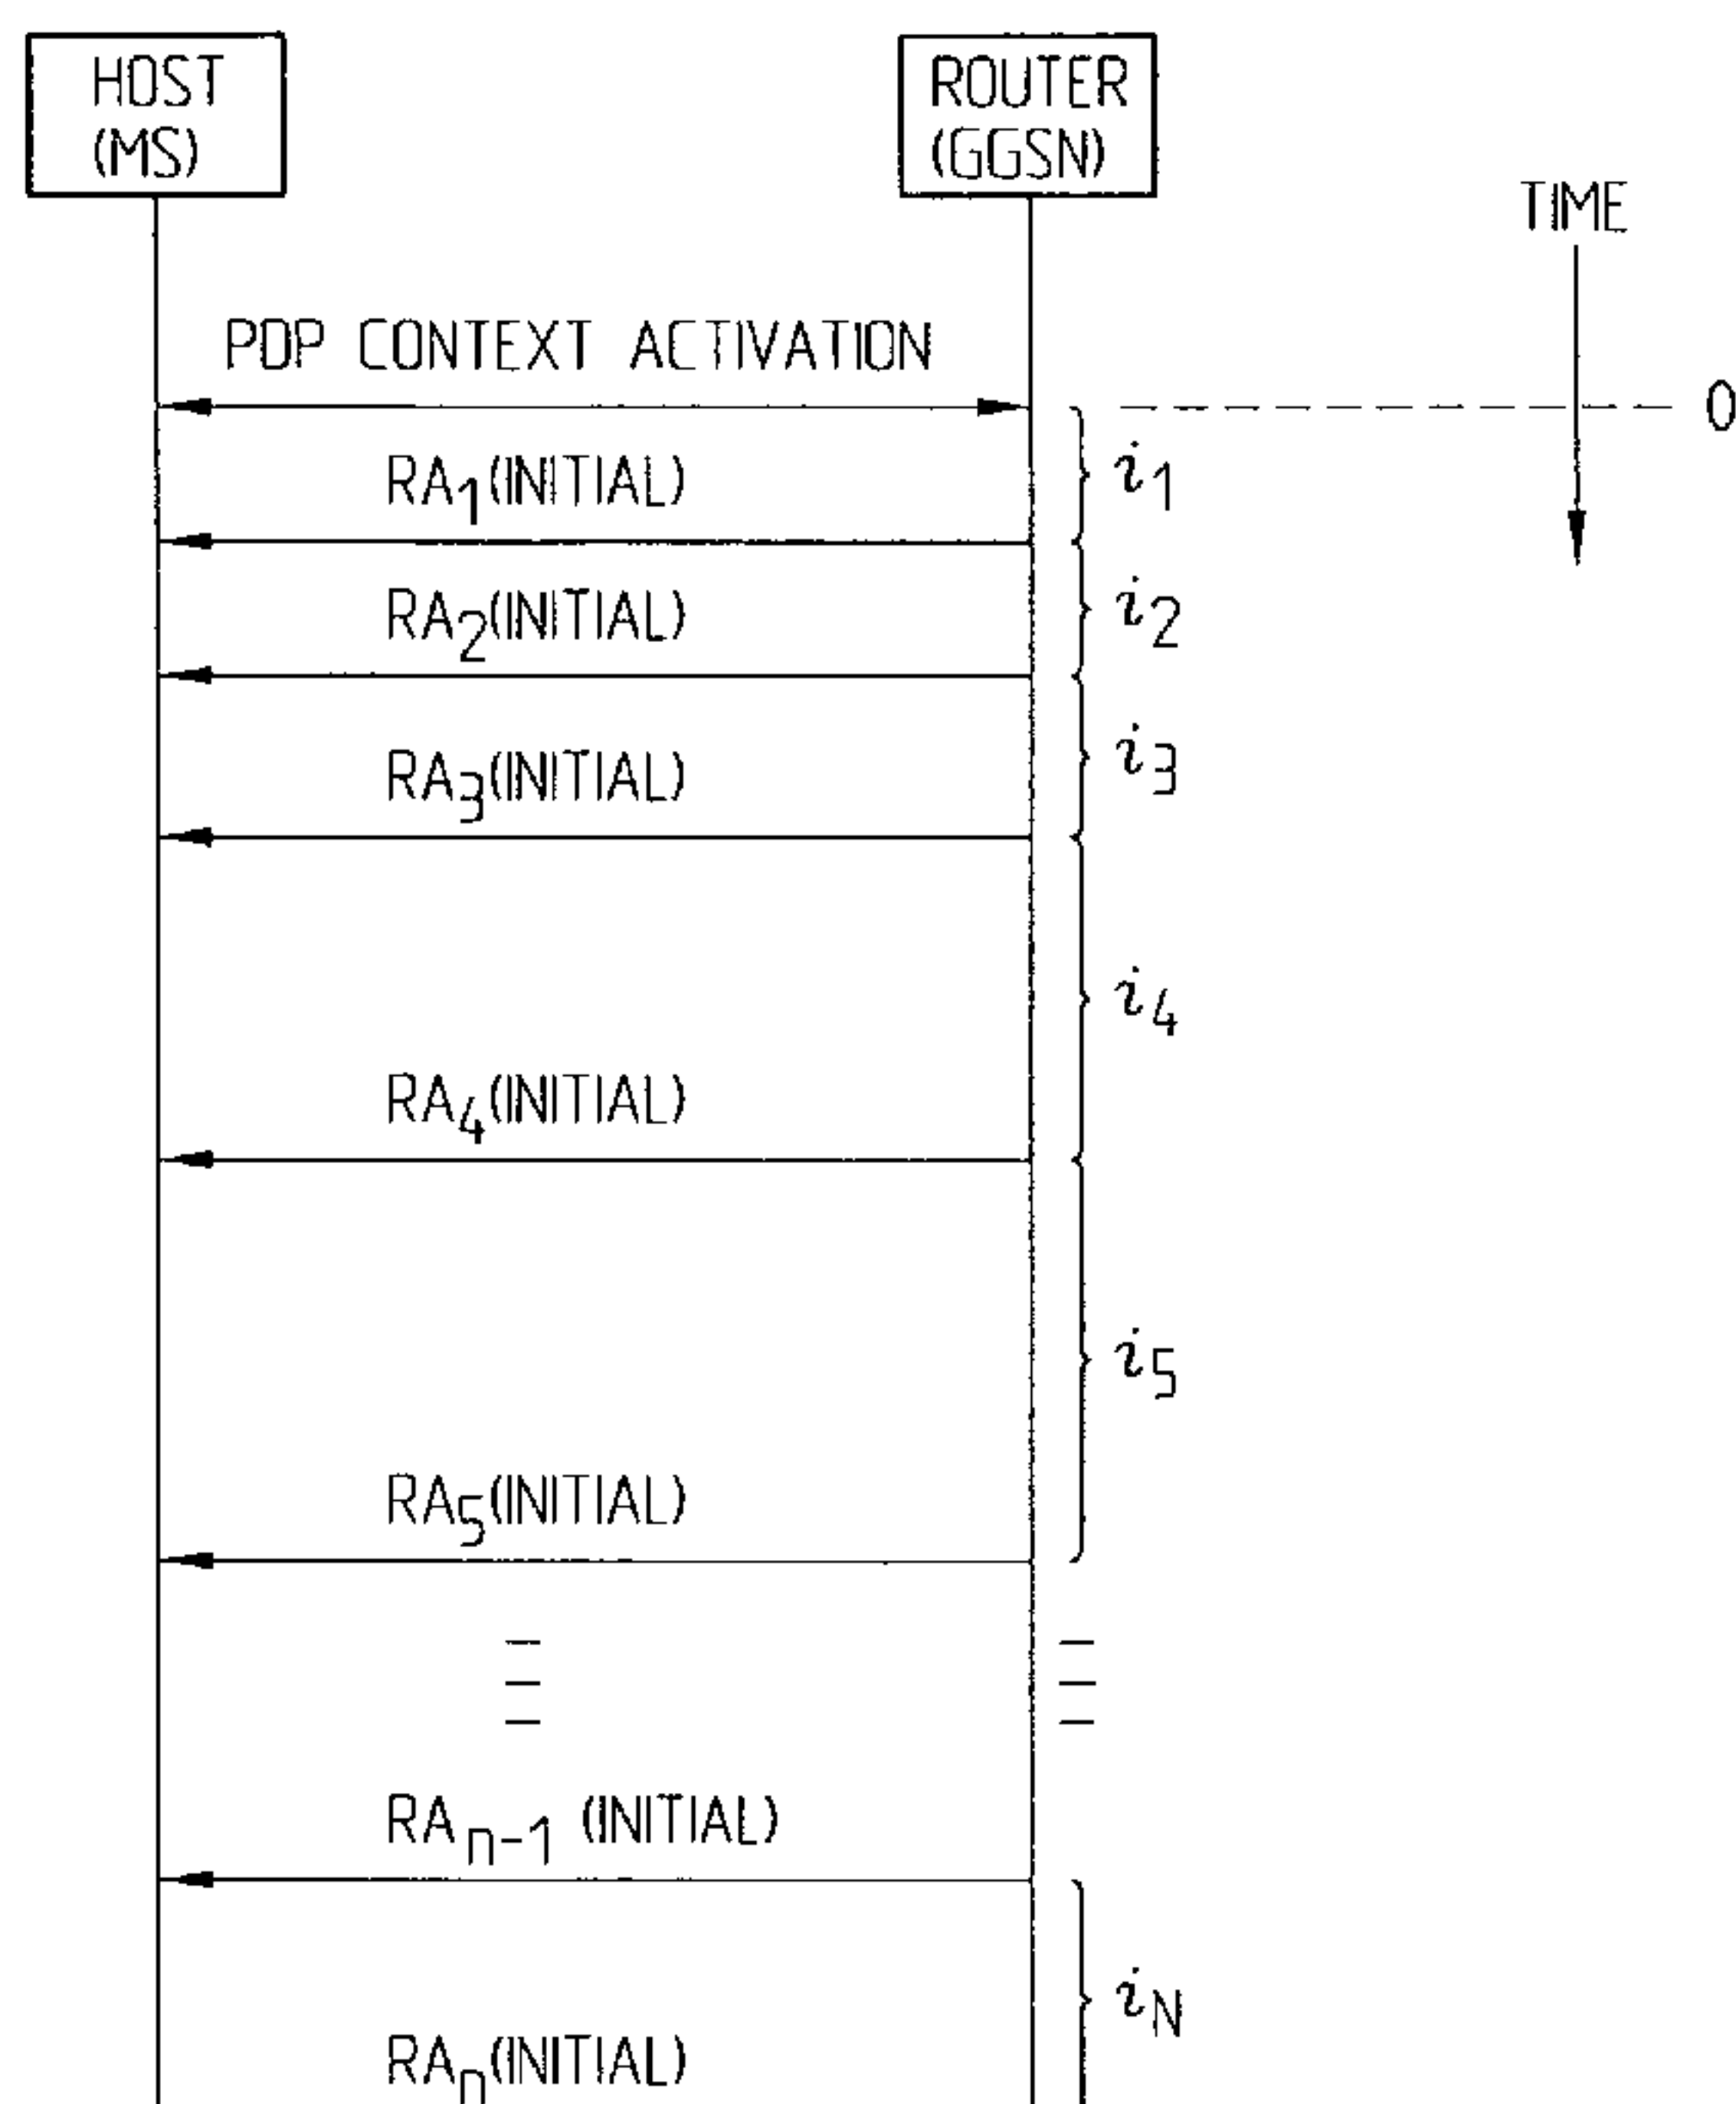 HOST
(MS)
ROUTER
(GGSN)
TIME
PDP CONTEXT ACTIVATION
0
RA1(INITIAL)
i1
RA2(INITIAL)
i2
RA3(INITIAL)
i3
i4
RA4(INITIAL)
i5
RA5(INITIAL)
RAn-1 (INITIAL)
iN
RAn(INITIAL)